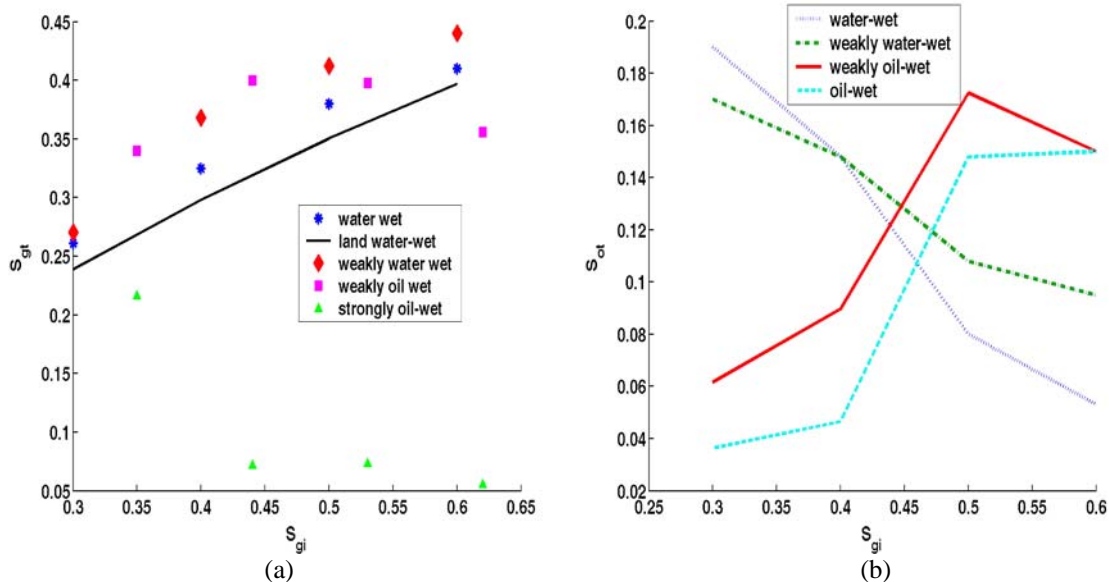 0.45
0.4
0.35
0.3
0.25
0.2
0.15
0.1
0.05
S_gt
water wet
land water-wet
weakly water wet
weakly oil wet
strongly oil-wet
0.3 0.35 0.4 0.45 0.5 0.55 0.6 0.65
S_gi
(a)
0.2
0.18
0.16
0.14
0.12
0.1
0.08
0.06
0.04
0.02
S_ot
water-wet
weakly water-wet
weakly oil-wet
oil-wet
0.25 0.3 0.35 0.4 0.45 0.5 0.55 0.6
S_gi
(b)